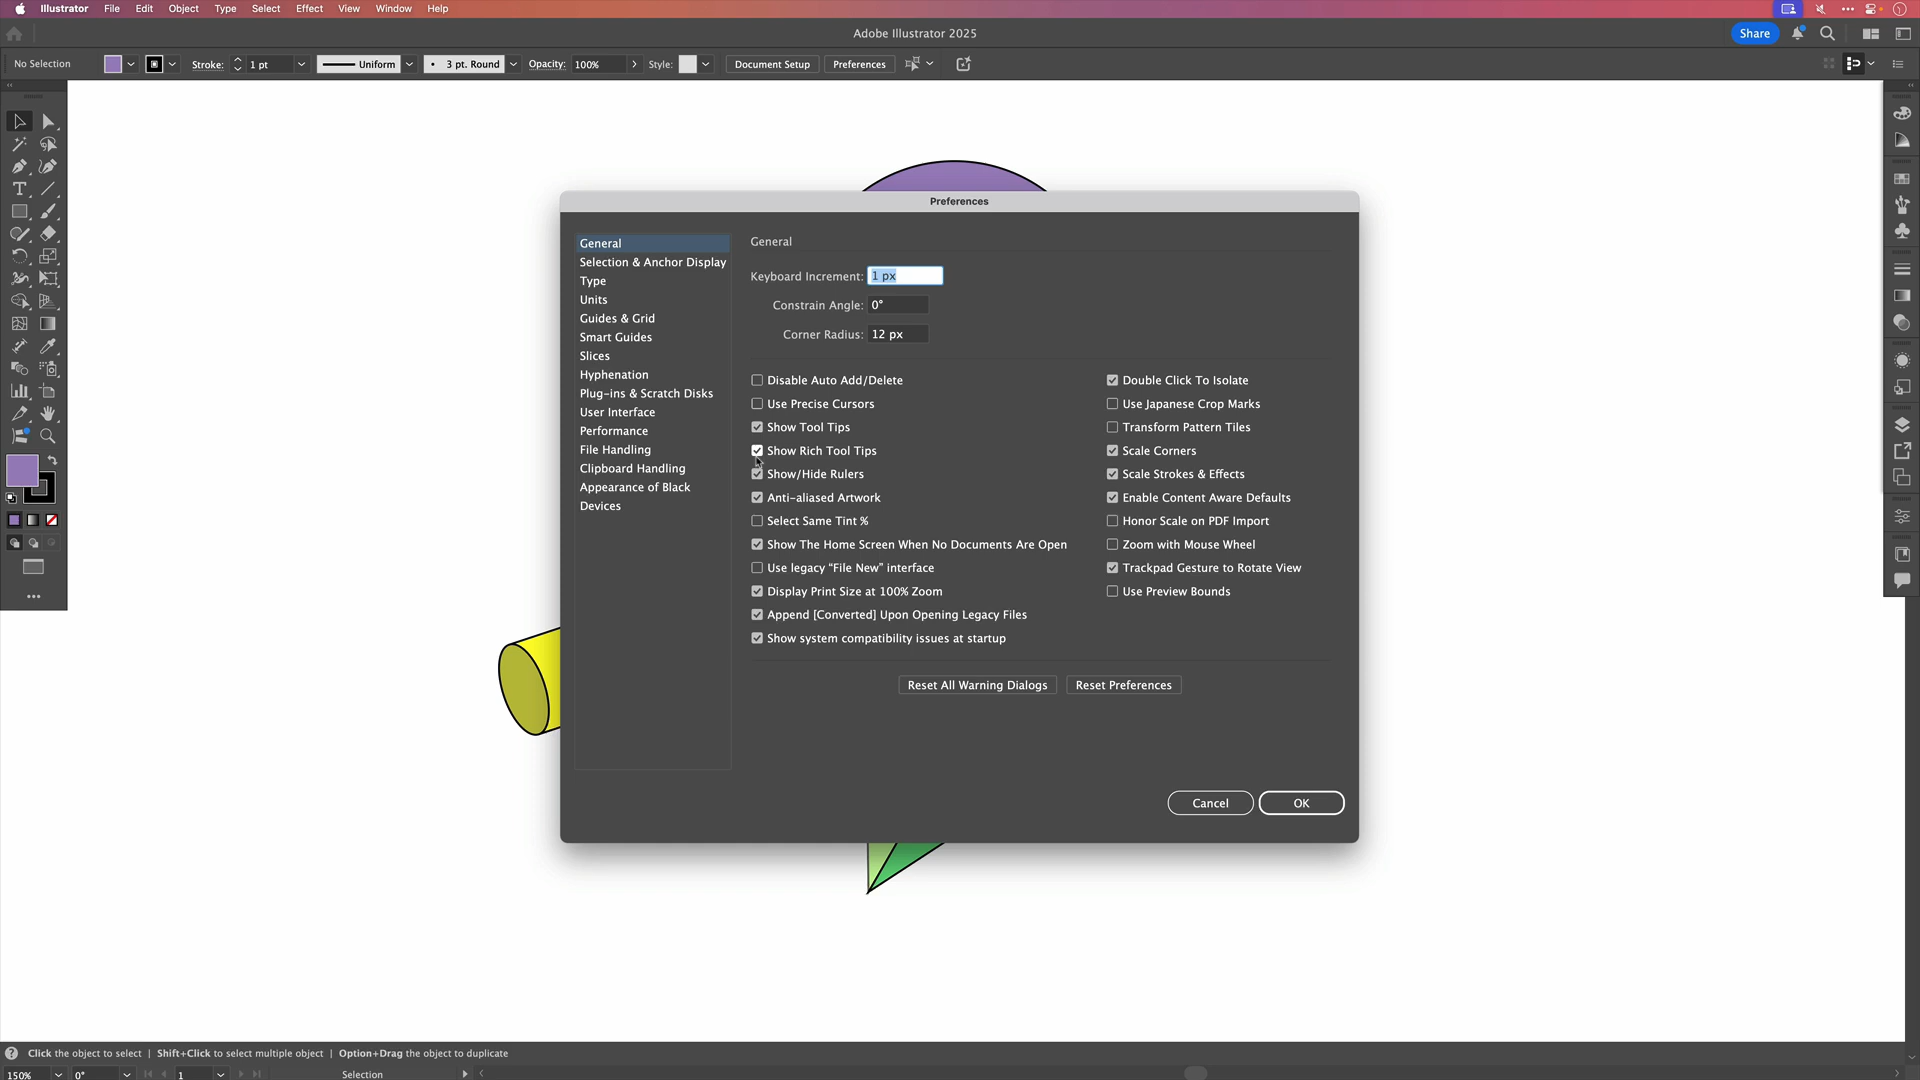 Illustrator File Edit Object Type Select Effect View Window Help
Adobe Illustrator 2025
Share
No Selection
Stroke: 1 pt
Uniform
3 pt. Round
Opacity: 100%
Style:
Document Setup
Preferences
Preferences
General
Selection & Anchor Display
Type
Units
Guides & Grid
Smart Guides
Slices
Hyphenation
Plug-ins & Scratch Disks
User Interface
Performance
File Handling
Clipboard Handling
Appearance of Black
Devices
General
Keyboard Increment: 1 px
Constrain Angle: 0°
Corner Radius: 12 px
Disable Auto Add/Delete
Use Precise Cursors
Show Tool Tips
Show Rich Tool Tips
Show/Hide Rulers
Anti-aliased Artwork
Select Same Tint %
Show The Home Screen When No Documents Are Open
Use legacy “File New” interface
Display Print Size at 100% Zoom
Append [Converted] Upon Opening Legacy Files
Show system compatibility issues at startup
Double Click To Isolate
Use Japanese Crop Marks
Transform Pattern Tiles
Scale Corners
Scale Strokes & Effects
Enable Content Aware Defaults
Honor Scale on PDF Import
Zoom with Mouse Wheel
Trackpad Gesture to Rotate View
Use Preview Bounds
Reset All Warning Dialogs
Reset Preferences
Cancel
OK
Click the object to select | Shift+Click to select multiple object | Option+Drag the object to duplicate
150% 0° 1 Selection